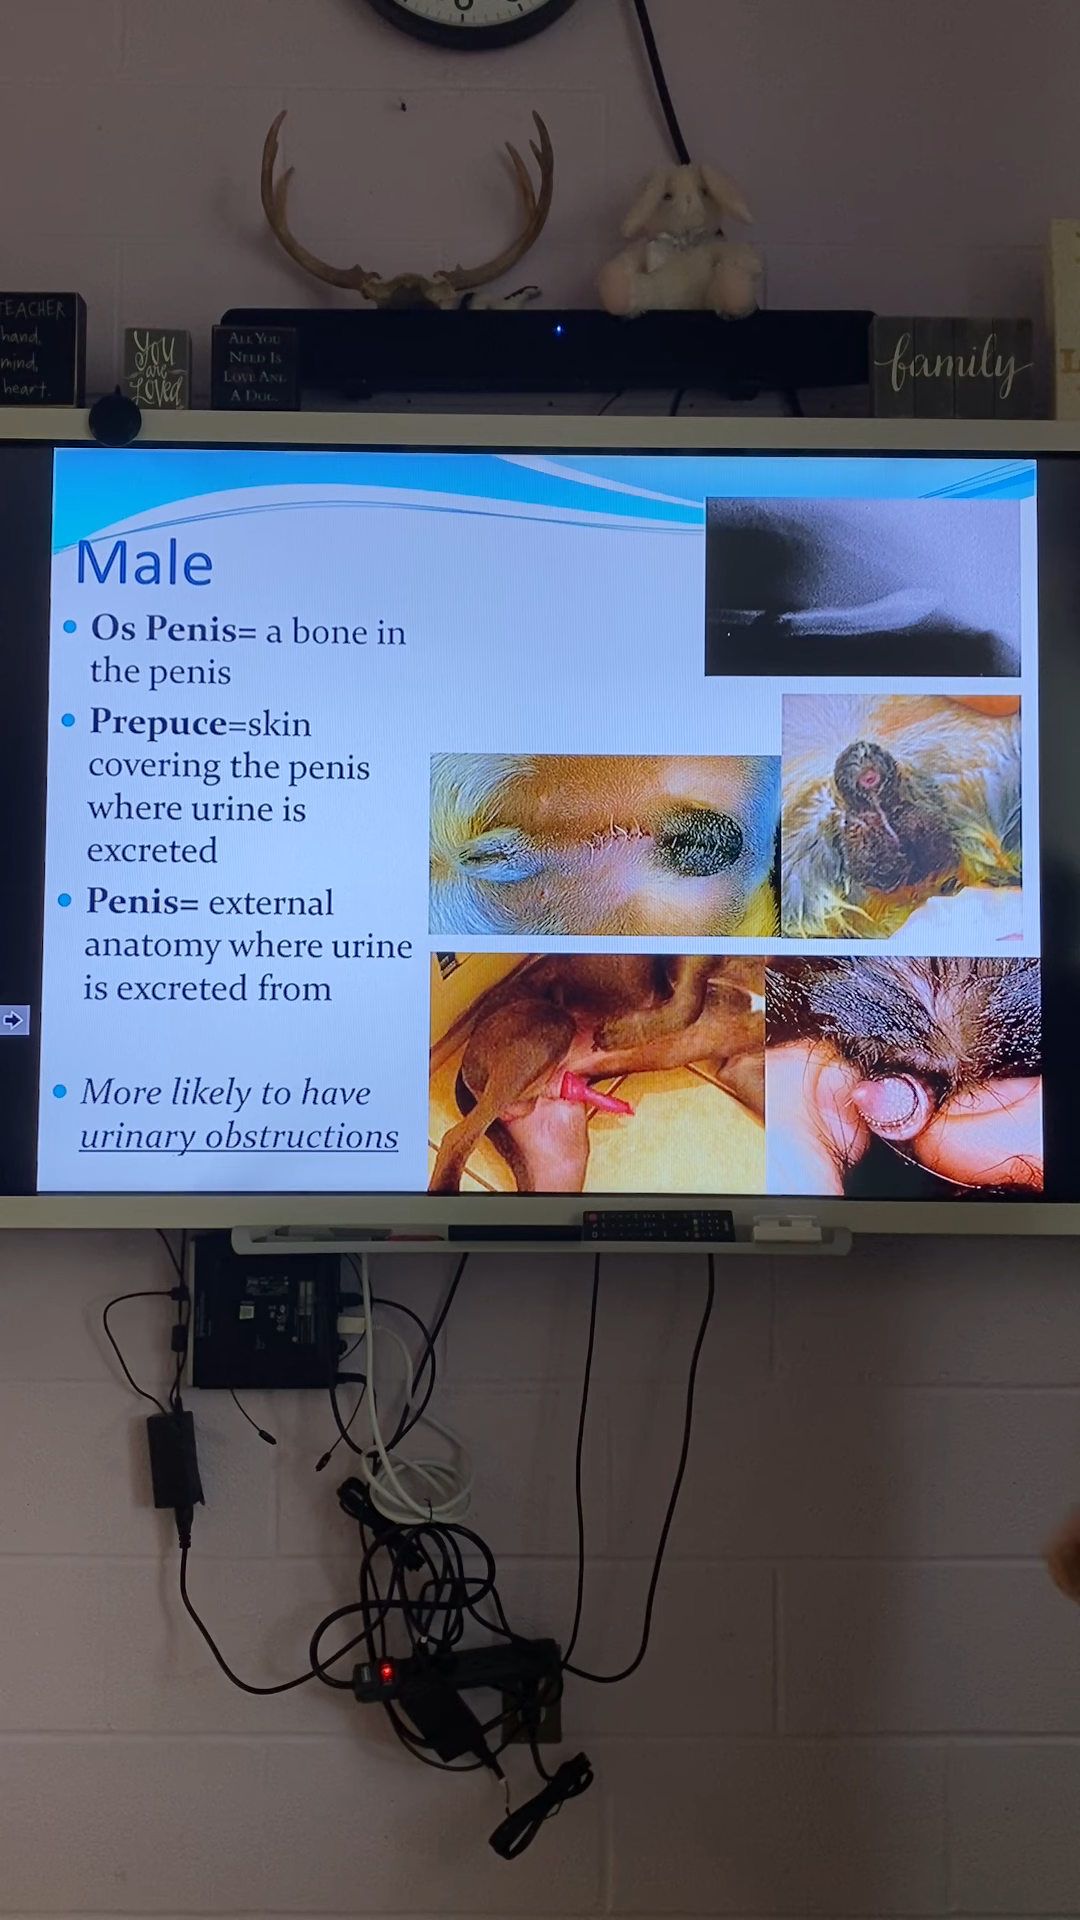 TEACHER
hand,
mind,
heart.
You
are
Loved
ALL YOU
NEED IS
LOVE AND
A DOG.
family
Male
Os Penis= a bone in
the penis
Prepuce=skin
covering the penis
where urine is
excreted
Penis= external
anatomy where urine
is excreted from
More likely to have
urinary obstructions